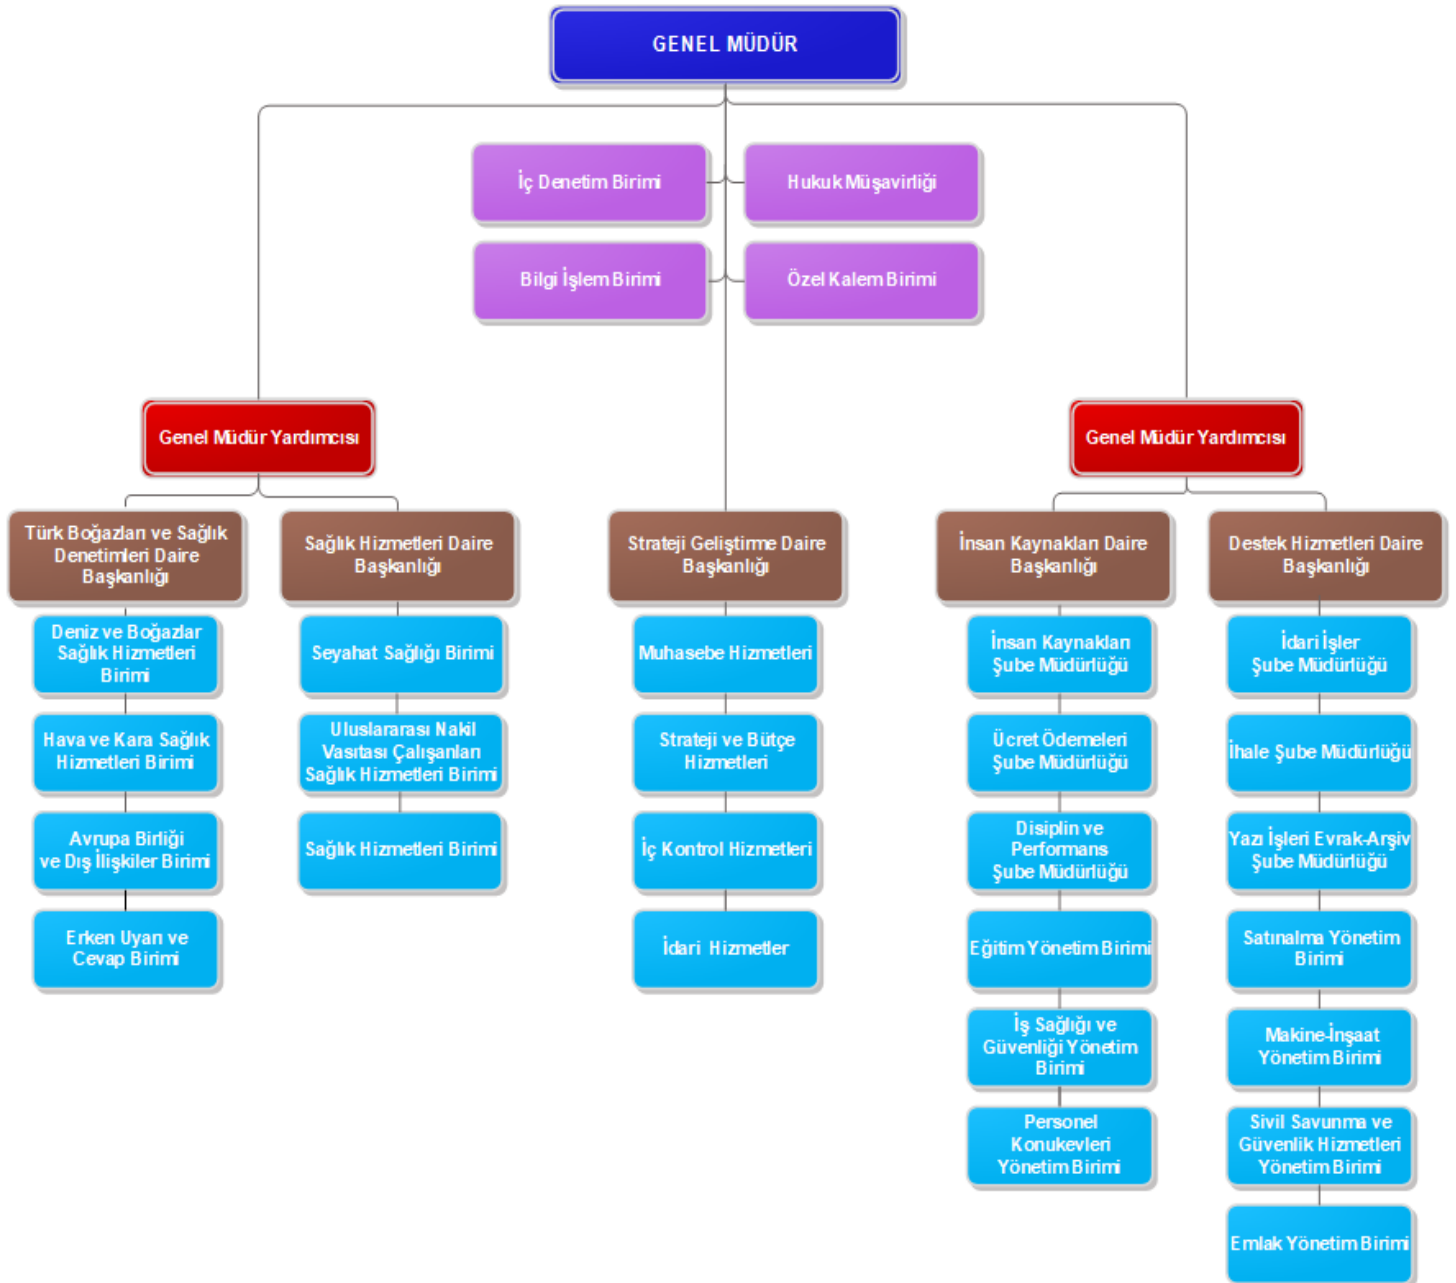 GENEL MÜDÜR
İç Denetim Birimi
Hukuk Müşavirliği
Bilgi İşlem Birimi
Özel Kalem Birimi
Genel Müdür Yardımcısı
Genel Müdür Yardımcısı
Türk Boğazları ve Sağlık
Denetimleri Daire
Başkanlığı
Sağlık Hizmetleri Daire
Başkanlığı
Strateji Geliştirme Daire
Başkanlığı
İnsan Kaynakları Daire
Başkanlığı
Destek Hizmetleri Daire
Başkanlığı
Deniz ve Boğazlar
Sağlık Hizmetleri
Birimi
Hava ve Kara Sağlık
Hizmetleri Birimi
Avrupa Birliği
ve Dış İlişkiler Birimi
Erken Uyarı ve
Cevap Birimi
Seyahat Sağlığı Birimi
Uluslararası Nakil
Vasıtası Çalışanları
Sağlık Hizmetleri Birimi
Sağlık Hizmetleri Birimi
Muhasebe Hizmetleri
Strateji ve Bütçe
Hizmetleri
İç Kontrol Hizmetleri
İdari Hizmetler
İnsan Kaynakları
Şube Müdürlüğü
Ücret Ödemeleri
Şube Müdürlüğü
Disiplin ve
Performans
Şube Müdürlüğü
Eğitim Yönetim Birimi
İş Sağlığı ve
Güvenliği Yönetim
Birimi
Personel
Konukevleri
Yönetim Birimi
İdari İşler
Şube Müdürlüğü
İhale Şube Müdürlüğü
Yazı İşleri Evrak-Arşiv
Şube Müdürlüğü
Satınalma Yönetim
Birimi
Makine-İnşaat
Yönetim Birimi
Sivil Savunma ve
Güvenlik Hizmetleri
Yönetim Birimi
Emlak Yönetim Birimi